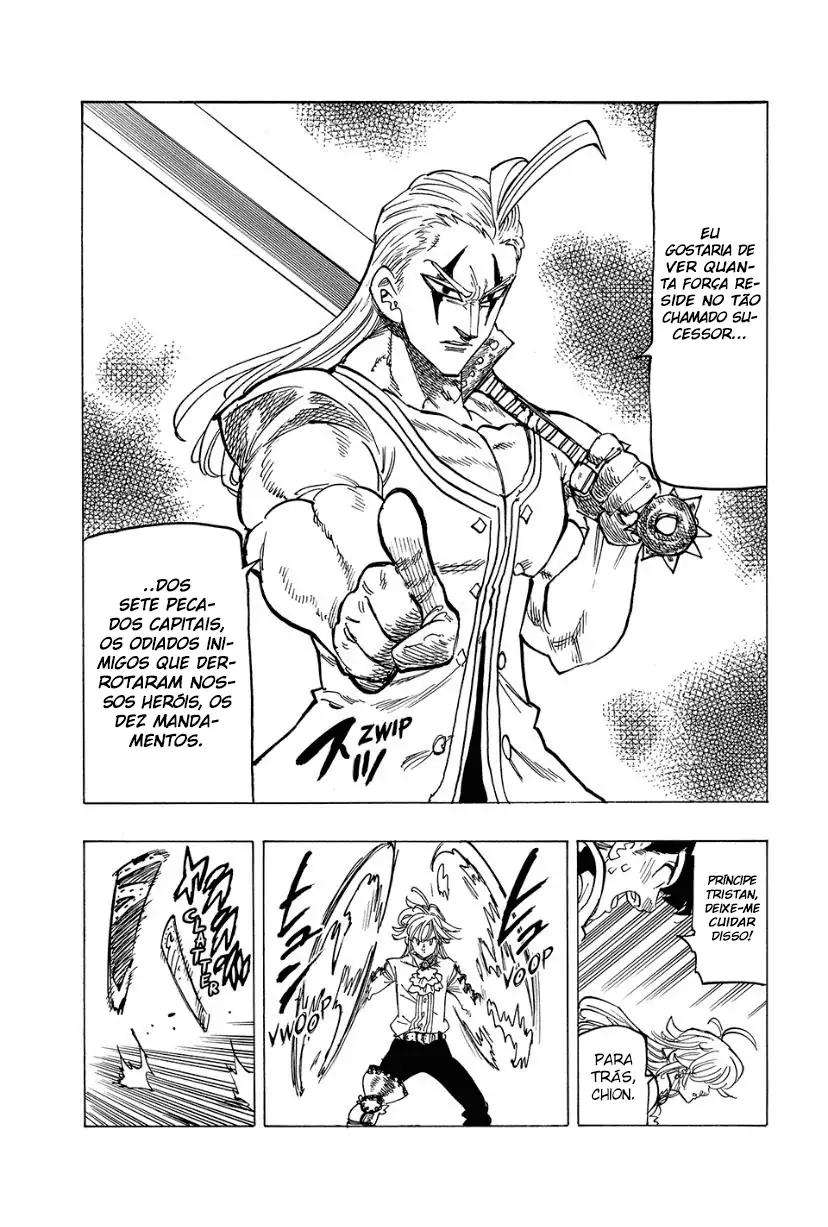 EU
GOSTARIA DE
VER QUAN-
TA FORÇA RE-
SIDE NO TÃO
CHAMADO SU-
CESSOR...
..DOS
SETE PECA-
DOS CAPITAIS,
OS ODIADOS INI-
MIGOS QUE DER-
ROTARAM NOS-
SOS HERÓIS, OS
DEZ MANDA-
MENTOS.
ZWIP
PRÍNCIPE
TRISTAN,
DEIXE-ME
CUIDAR
DISSO!
PARA
TRÁS,
CHION.
VOOP
VWOOP
CLATTER